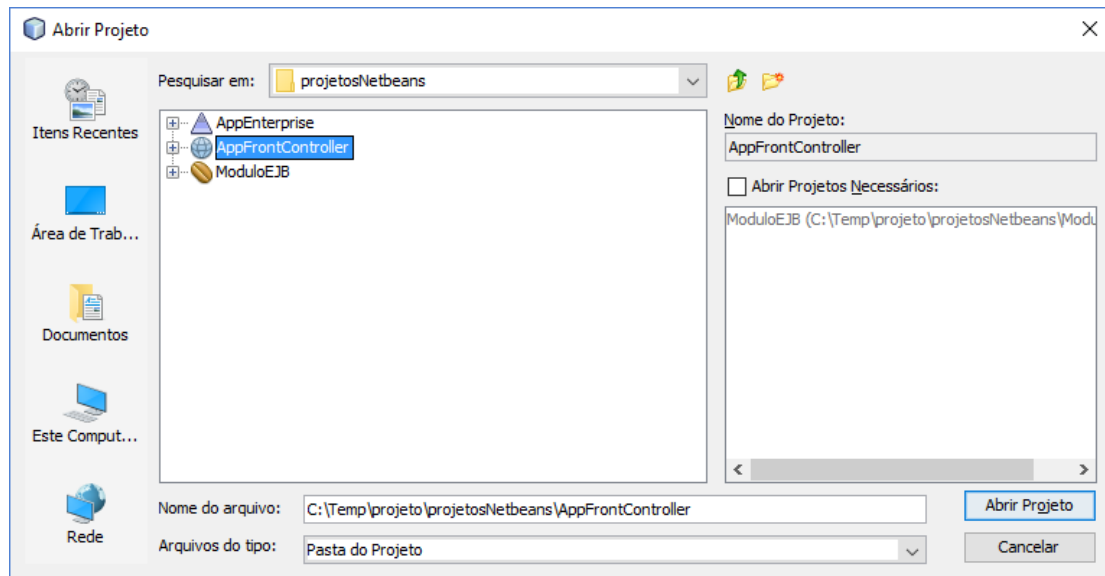 Abrir Projeto
Pesquisar em: projetosNetbeans
Itens Recentes
Área de Trab...
Documentos
Este Comput...
Rede
AppEnterprise
AppFrontController
ModuloEJB
Nome do Projeto:
AppFrontController
Abrir Projetos Necessários:
ModuloEJB (C:\Temp\projeto\projetosNetbeans\Modu
Nome do arquivo: C:\Temp\projeto\projetosNetbeans\AppFrontController
Arquivos do tipo: Pasta do Projeto
Abrir Projeto
Cancelar